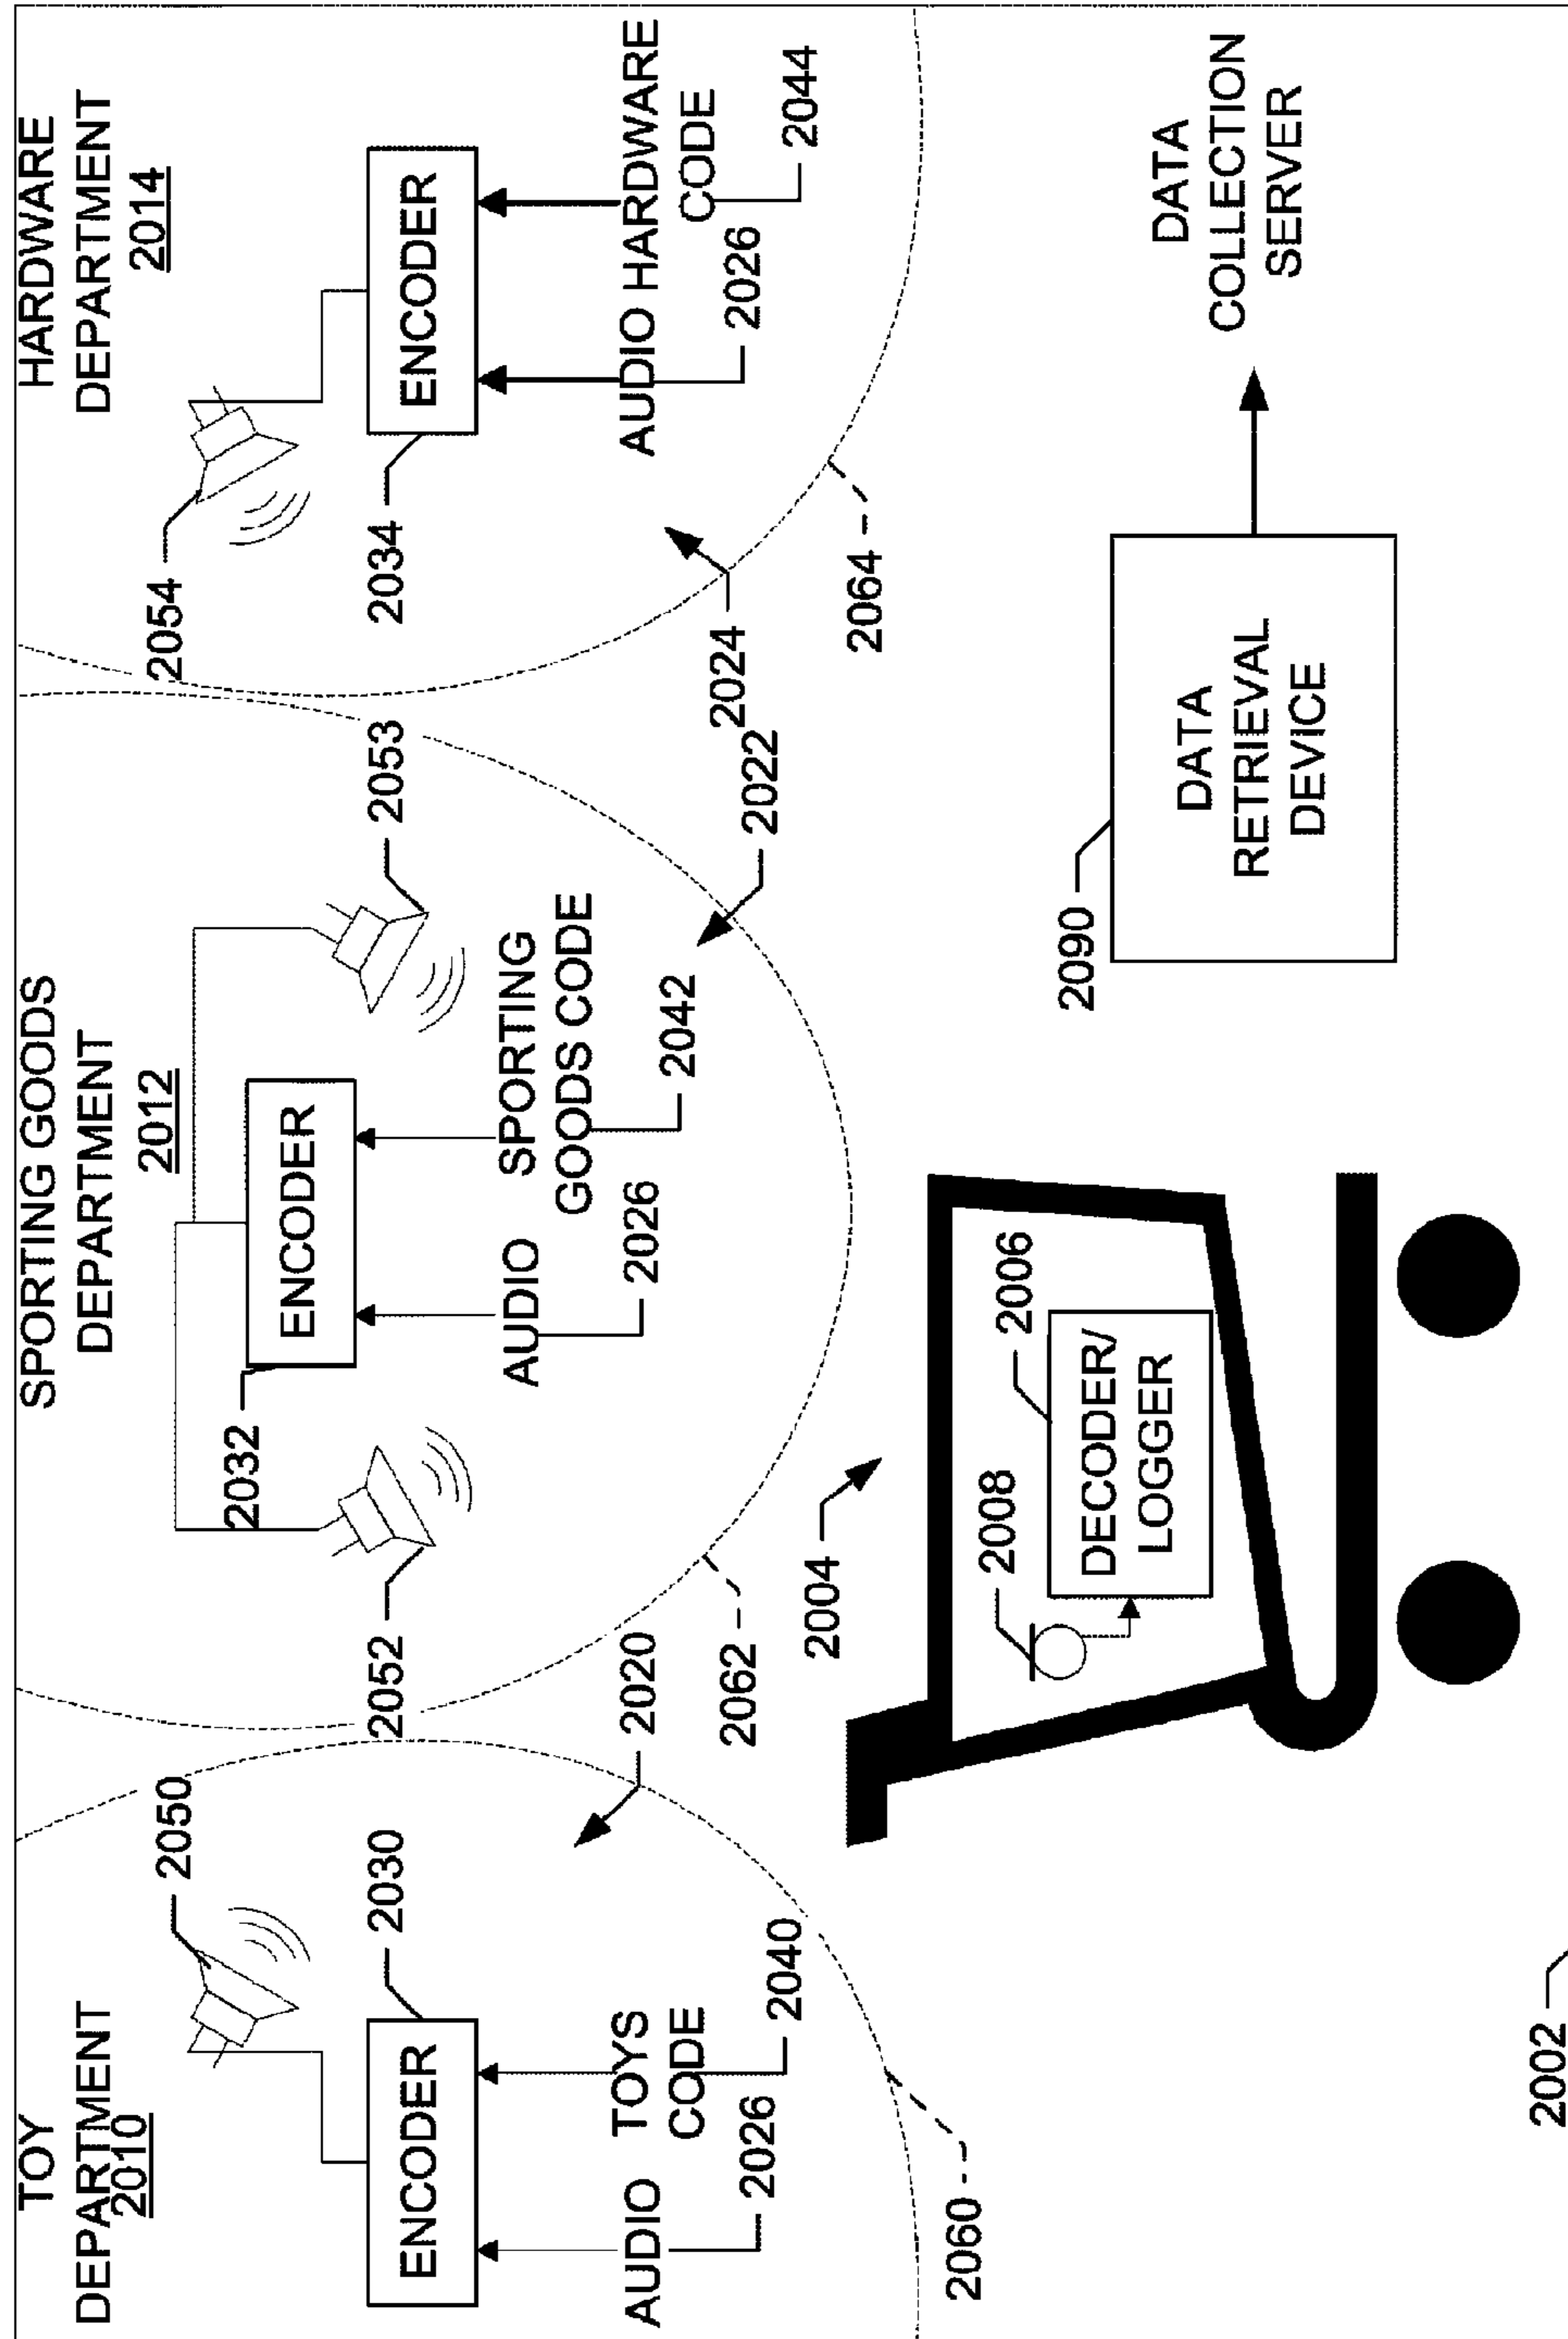 TOY
DEPARTMENT
2010
2050
ENCODER
2030
AUDIO
TOYS
CODE
2026
2040
2020
2060
SPORTING GOODS
DEPARTMENT
2012
2032
ENCODER
2052
2053
AUDIO
SPORTING
GOODS CODE
2026
2042
2022
2062
HARDWARE
DEPARTMENT
2014
2054
ENCODER
2034
AUDIO HARDWARE
CODE
2026
2044
2024
2064
2004
2008
2006
DECODER/
LOGGER
2090
DATA
RETRIEVAL
DEVICE
DATA
COLLECTION
SERVER
2002